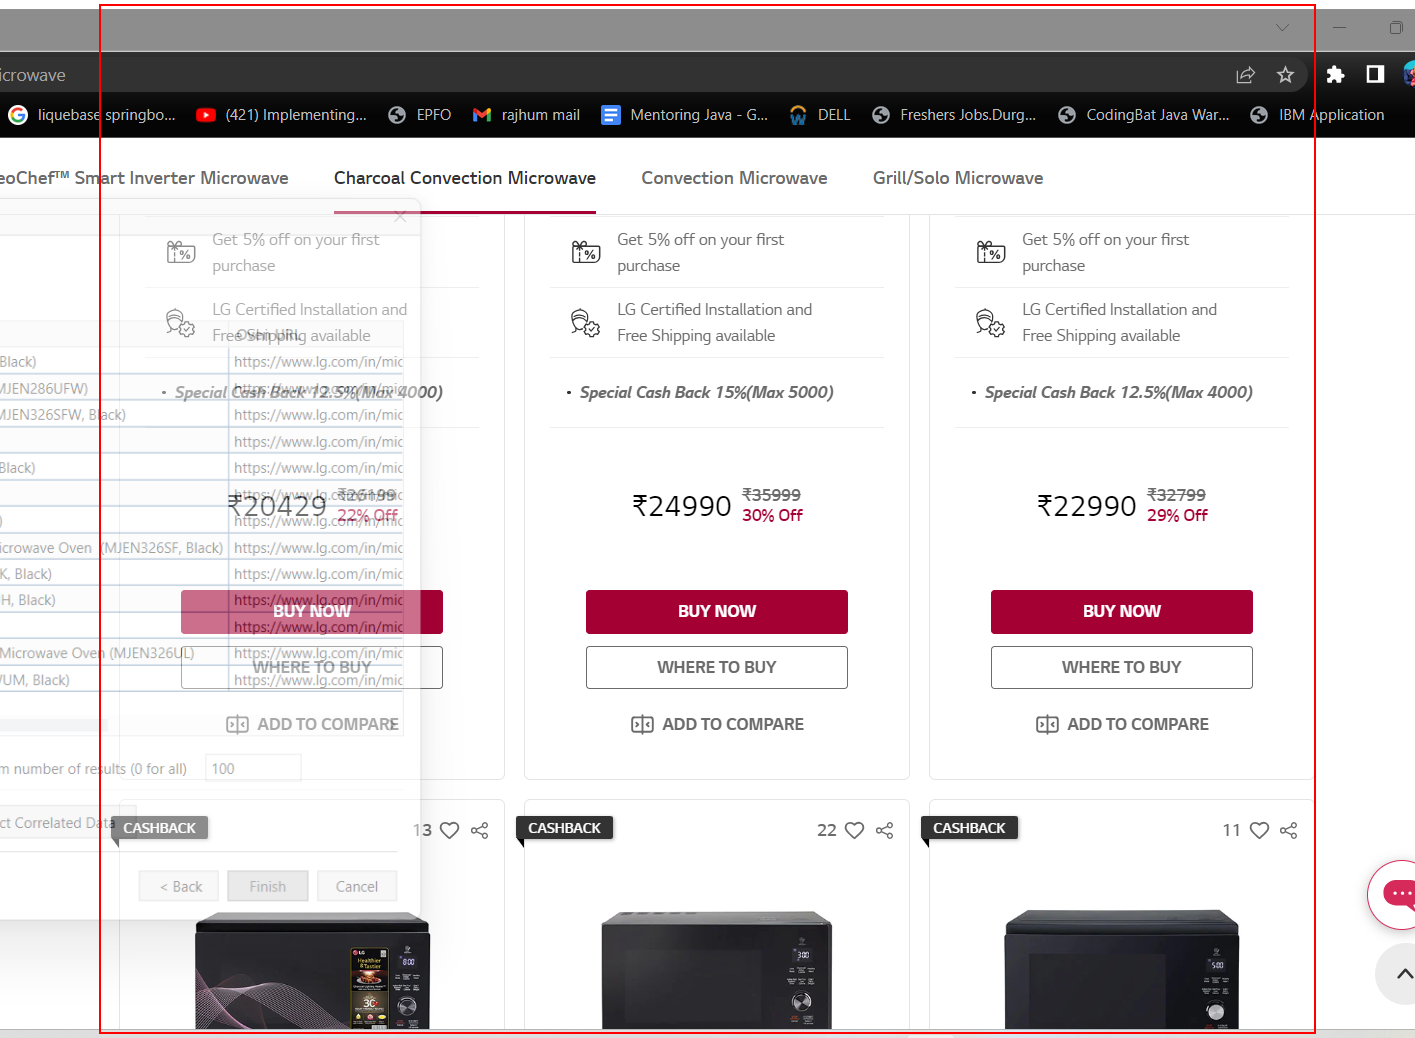 icrowave
liquebase springbo...
(421) Implementing...
EPFO
rajhum mail
Mentoring Java - G...
DELL
Freshers Jobs.Durg...
CodingBat Java War...
IBM Application
eoChef™ Smart Inverter Microwave
Charcoal Convection Microwave
Convection Microwave
Grill/Solo Microwave
Get 5% off on your first
purchase
LG Certified Installation and
Free Shipping available
• Special Cash Back 12.5%(Max 4000)
₹20429
₹26199
22% Off
BUY NOW
WHERE TO BUY
ADD TO COMPARE
Get 5% off on your first
purchase
LG Certified Installation and
Free Shipping available
• Special Cash Back 15%(Max 5000)
₹24990
₹35999
30% Off
BUY NOW
WHERE TO BUY
ADD TO COMPARE
Get 5% off on your first
purchase
LG Certified Installation and
Free Shipping available
• Special Cash Back 12.5%(Max 4000)
₹22990
₹32799
29% Off
BUY NOW
WHERE TO BUY
ADD TO COMPARE
Oven URL
Black) https://www.lg.com/in/mic
MJEN286UFW) https://www.lg.com/in/mic
MJEN326SFW, Black) https://www.lg.com/in/mic
https://www.lg.com/in/mic
Black) https://www.lg.com/in/mic
https://www.lg.com/in/mic
) https://www.lg.com/in/mic
icrowave Oven (MJEN326SF, Black) https://www.lg.com/in/mic
K, Black) https://www.lg.com/in/mic
H, Black) https://www.lg.com/in/mic
https://www.lg.com/in/mic
Microwave Oven (MJEN326UL) https://www.lg.com/in/mic
UM, Black) https://www.lg.com/in/mic
m number of results (0 for all) 100
ct Correlated Data
< Back
Finish
Cancel
CASHBACK
13
CASHBACK
22
CASHBACK
11
LG
Healthier
& Tastier
30C
8:00
3:00
5:00